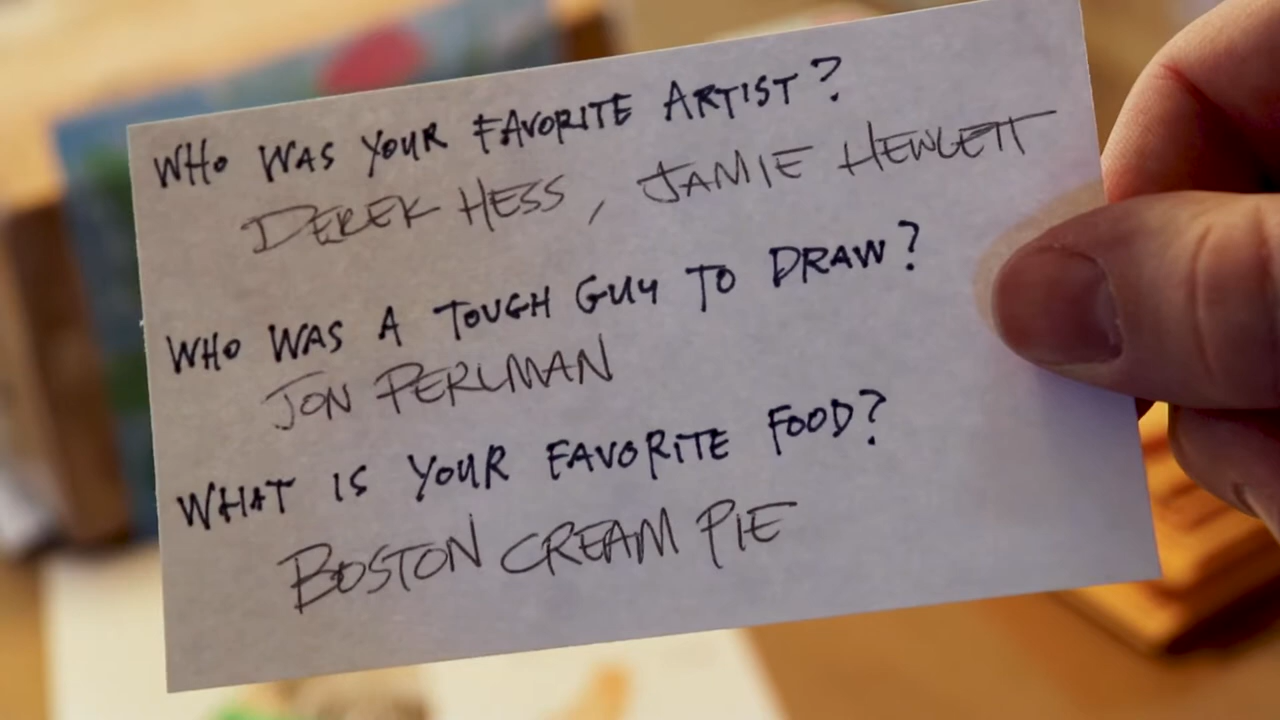 WHO WAS YOUR FAVORITE ARTIST?
DEREK HESS, JAMIE HEWLETT
WHO WAS A TOUGH GUY TO DRAW?
JON PERLMAN
WHAT IS YOUR FAVORITE FOOD?
BOSTON CREAM PIE